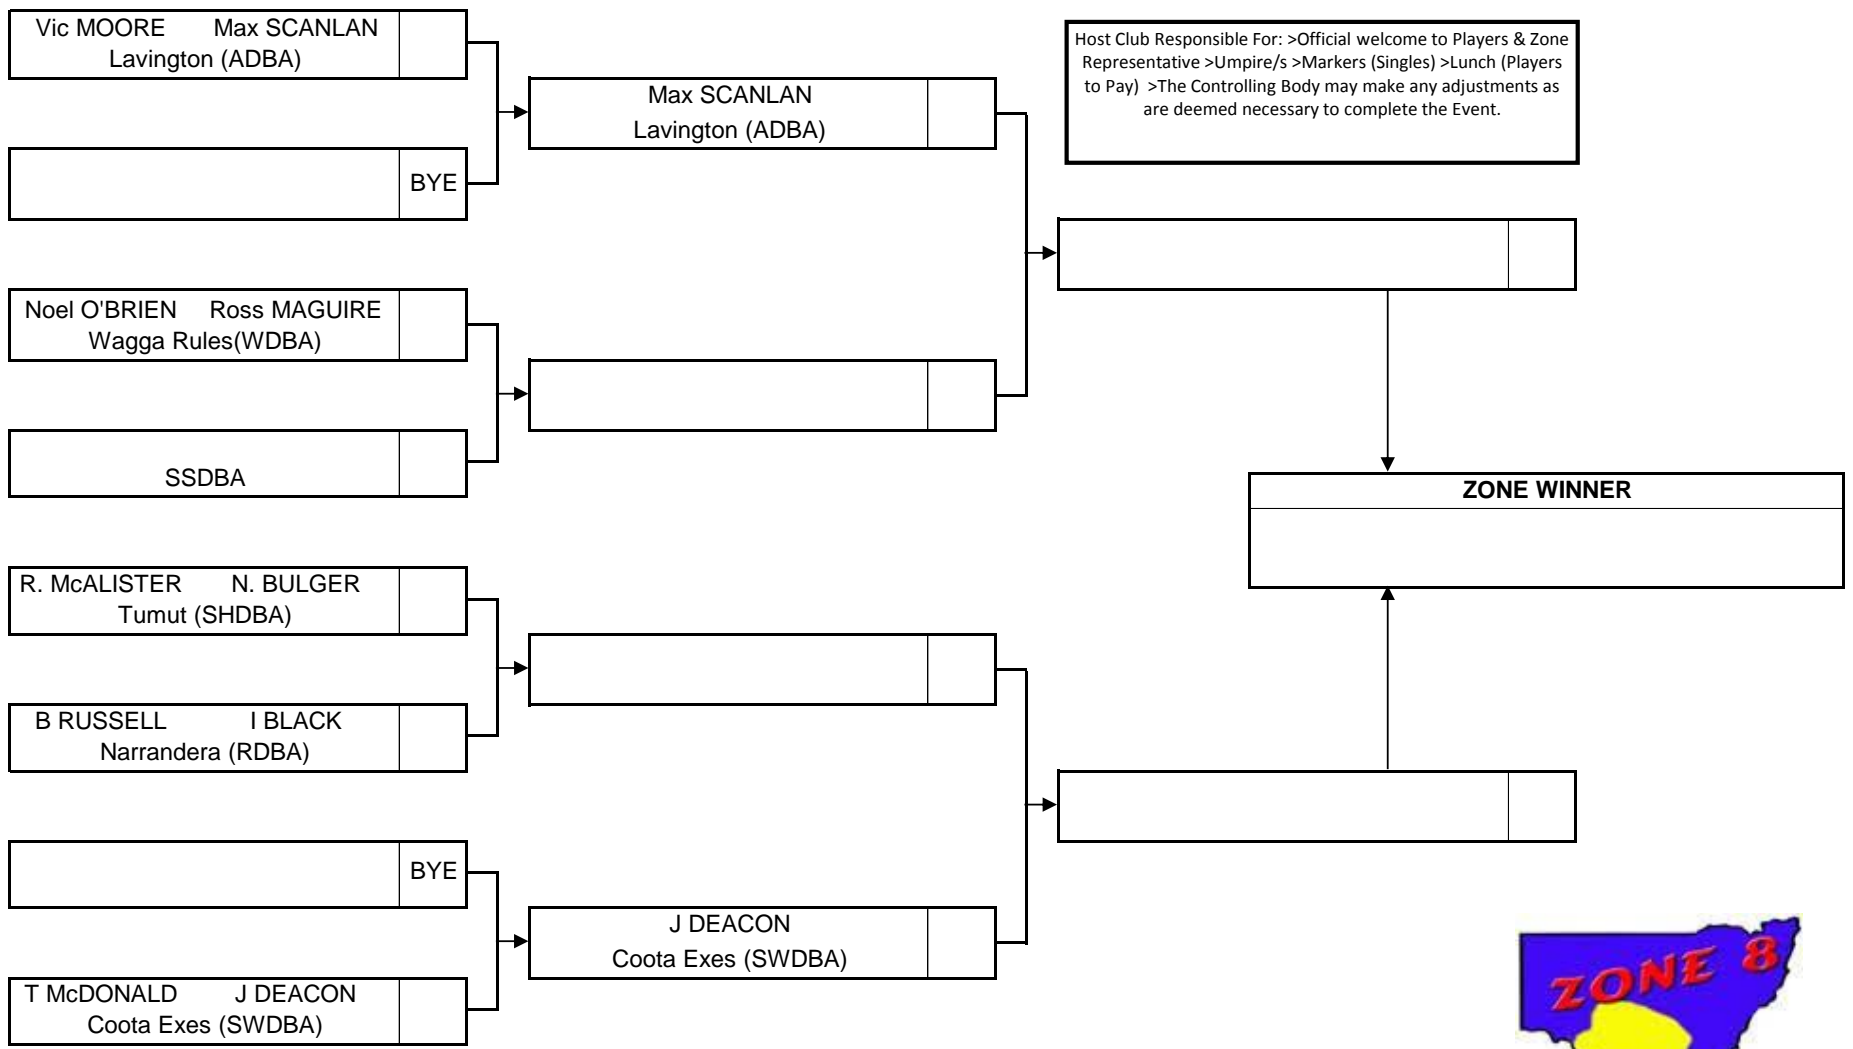 Vic MOORE Max SCANLAN
Lavington (ADBA)
BYE
Noel O'BRIEN Ross MAGUIRE
Wagga Rules(WDBA)
SSDBA
R. McALISTER N. BULGER
Tumut (SHDBA)
B RUSSELL I BLACK
Narrandera (RDBA)
BYE
T McDONALD J DEACON
Coota Exes (SWDBA)
Max SCANLAN
Lavington (ADBA)
J DEACON
Coota Exes (SWDBA)
Host Club Responsible For: >Official welcome to Players & Zone
Representative >Umpire/s >Markers (Singles) >Lunch (Players
to Pay) >The Controlling Body may make any adjustments as
are deemed necessary to complete the Event.
ZONE WINNER
ZONE 8